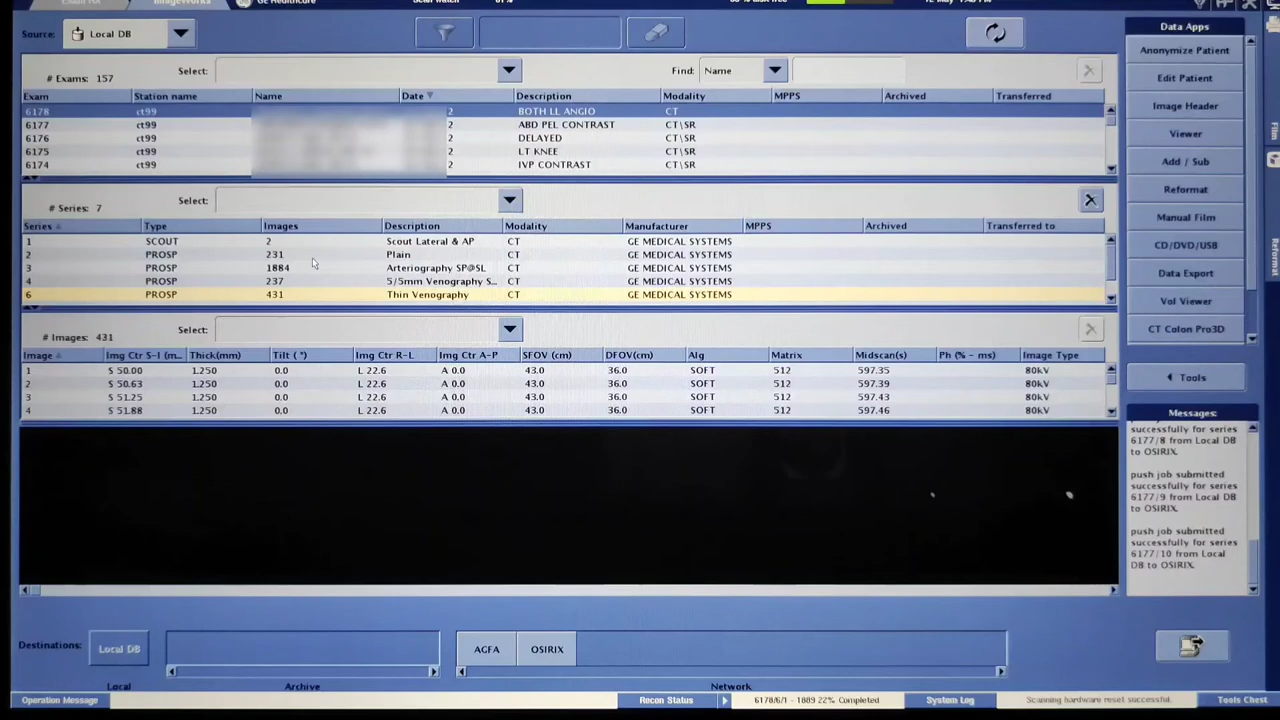 GE Healthcare
Source: Local DB
# Exams: 157 Select: Find: Name
Exam Station name Name Date Description Modality MPPS Archived Transferred
6178 ct99 2 BOTH LL ANGIO CT
6177 ct99 2 ABD PEL CONTRAST CT\SR
6176 ct99 2 DELAYED CT\SR
6175 ct99 2 LT KNEE CT\SR
6174 ct99 2 IVP CONTRAST CT\SR
# Series: 7 Select:
Series Type Images Description Modality Manufacturer MPPS Archived Transferred to
1 SCOUT 2 Scout Lateral & AP CT GE MEDICAL SYSTEMS
2 PROSP 231 Plain CT GE MEDICAL SYSTEMS
3 PROSP 1884 Arteriography SP@SL CT GE MEDICAL SYSTEMS
4 PROSP 237 5/5mm Venography S... CT GE MEDICAL SYSTEMS
6 PROSP 431 Thin Venography CT GE MEDICAL SYSTEMS
# Images: 431 Select:
Image Img Ctr S-I (m... Thick(mm) Tilt (°) Img Ctr R-L Img Ctr A-P SFOV (cm) DFOV(cm) Alg Matrix Midscan(s) Ph (% - ms) Image Type
1 S 50.00 1.250 0.0 L 22.6 A 0.0 43.0 36.0 SOFT 512 597.35 80kV
2 S 50.63 1.250 0.0 L 22.6 A 0.0 43.0 36.0 SOFT 512 597.39 80kV
3 S 51.25 1.250 0.0 L 22.6 A 0.0 43.0 36.0 SOFT 512 597.43 80kV
4 S 51.88 1.250 0.0 L 22.6 A 0.0 43.0 36.0 SOFT 512 597.46 80kV
Data Apps
Anonymize Patient
Edit Patient
Image Header
Viewer
Add / Sub
Reformat
Manual Film
CD/DVD/USB
Data Export
Vol Viewer
CT Colon Pro3D
Tools
Messages:
successfully for series
6177/8 from Local DB
to OSIRIX.
push job submitted
successfully for series
6177/9 from Local DB
to OSIRIX.
push job submitted
successfully for series
6177/10 from Local
DB to OSIRIX.
Film
Reformat
Destinations: Local DB AGFA OSIRIX
Local Archive Network
Operation Message Recon Status 6178/6/1 - 1889 22% Completed System Log Scanning hardware reset successful. Tools Chest